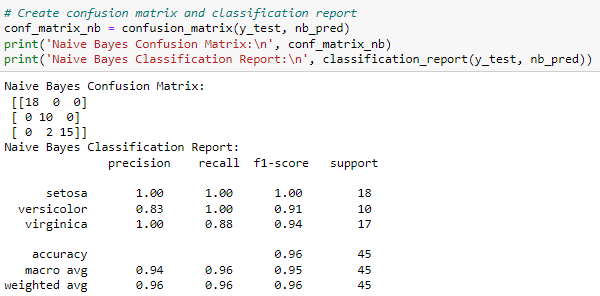 # Create confusion matrix and classification report
conf_matrix_nb = confusion_matrix(y_test, nb_pred)
print('Naive Bayes Confusion Matrix:\n', conf_matrix_nb)
print('Naive Bayes Classification Report:\n', classification_report(y_test, nb_pred))
Naive Bayes Confusion Matrix:
 [[18  0  0]
 [ 0 10  0]
 [ 0  2 15]]
Naive Bayes Classification Report:
               precision    recall  f1-score   support
      setosa       1.00      1.00      1.00        18
  versicolor       0.83      1.00      0.91        10
   virginica       1.00      0.88      0.94        17
    accuracy                           0.96        45
   macro avg       0.94      0.96      0.95        45
weighted avg       0.96      0.96      0.96        45